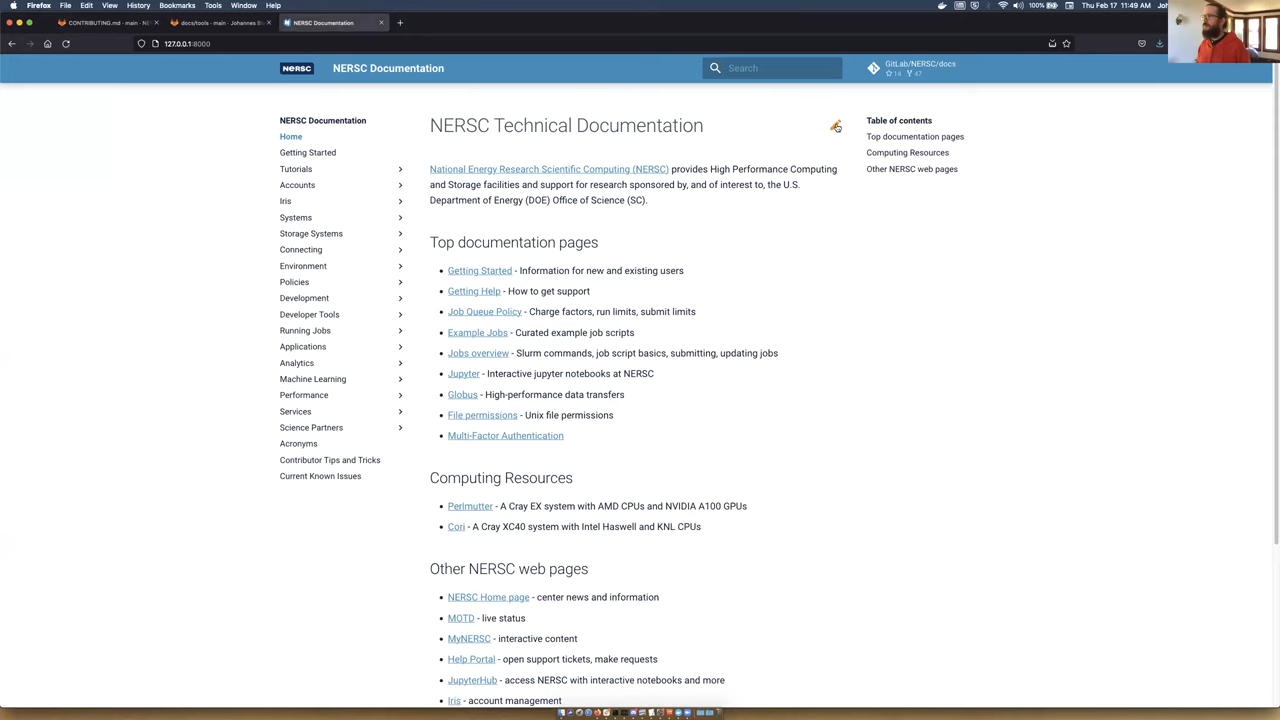 Firefox File Edit View History Bookmarks Tools Window Help
100%
Thu Feb 17 11:49 AM
CONTRIBUTING.md · main · NE
docs/tools · main · Johannes Bl
NERSC Documentation
127.0.0.1:8000
NERSC
NERSC Documentation
Search
GitLab/NERSC/docs
14 47
NERSC Documentation
Home
Getting Started
Tutorials
Accounts
Iris
Systems
Storage Systems
Connecting
Environment
Policies
Development
Developer Tools
Running Jobs
Applications
Analytics
Machine Learning
Performance
Services
Science Partners
Acronyms
Contributor Tips and Tricks
Current Known Issues
NERSC Technical Documentation
National Energy Research Scientific Computing (NERSC) provides High Performance Computing
and Storage facilities and support for research sponsored by, and of interest to, the U.S.
Department of Energy (DOE) Office of Science (SC).
Top documentation pages
Getting Started - Information for new and existing users
Getting Help - How to get support
Job Queue Policy - Charge factors, run limits, submit limits
Example Jobs - Curated example job scripts
Jobs overview - Slurm commands, job script basics, submitting, updating jobs
Jupyter - Interactive jupyter notebooks at NERSC
Globus - High-performance data transfers
File permissions - Unix file permissions
Multi-Factor Authentication
Computing Resources
Perlmutter - A Cray EX system with AMD CPUs and NVIDIA A100 GPUs
Cori - A Cray XC40 system with Intel Haswell and KNL CPUs
Other NERSC web pages
NERSC Home page - center news and information
MOTD - live status
MyNERSC - interactive content
Help Portal - open support tickets, make requests
JupyterHub - access NERSC with interactive notebooks and more
Iris - account management
Table of contents
Top documentation pages
Computing Resources
Other NERSC web pages